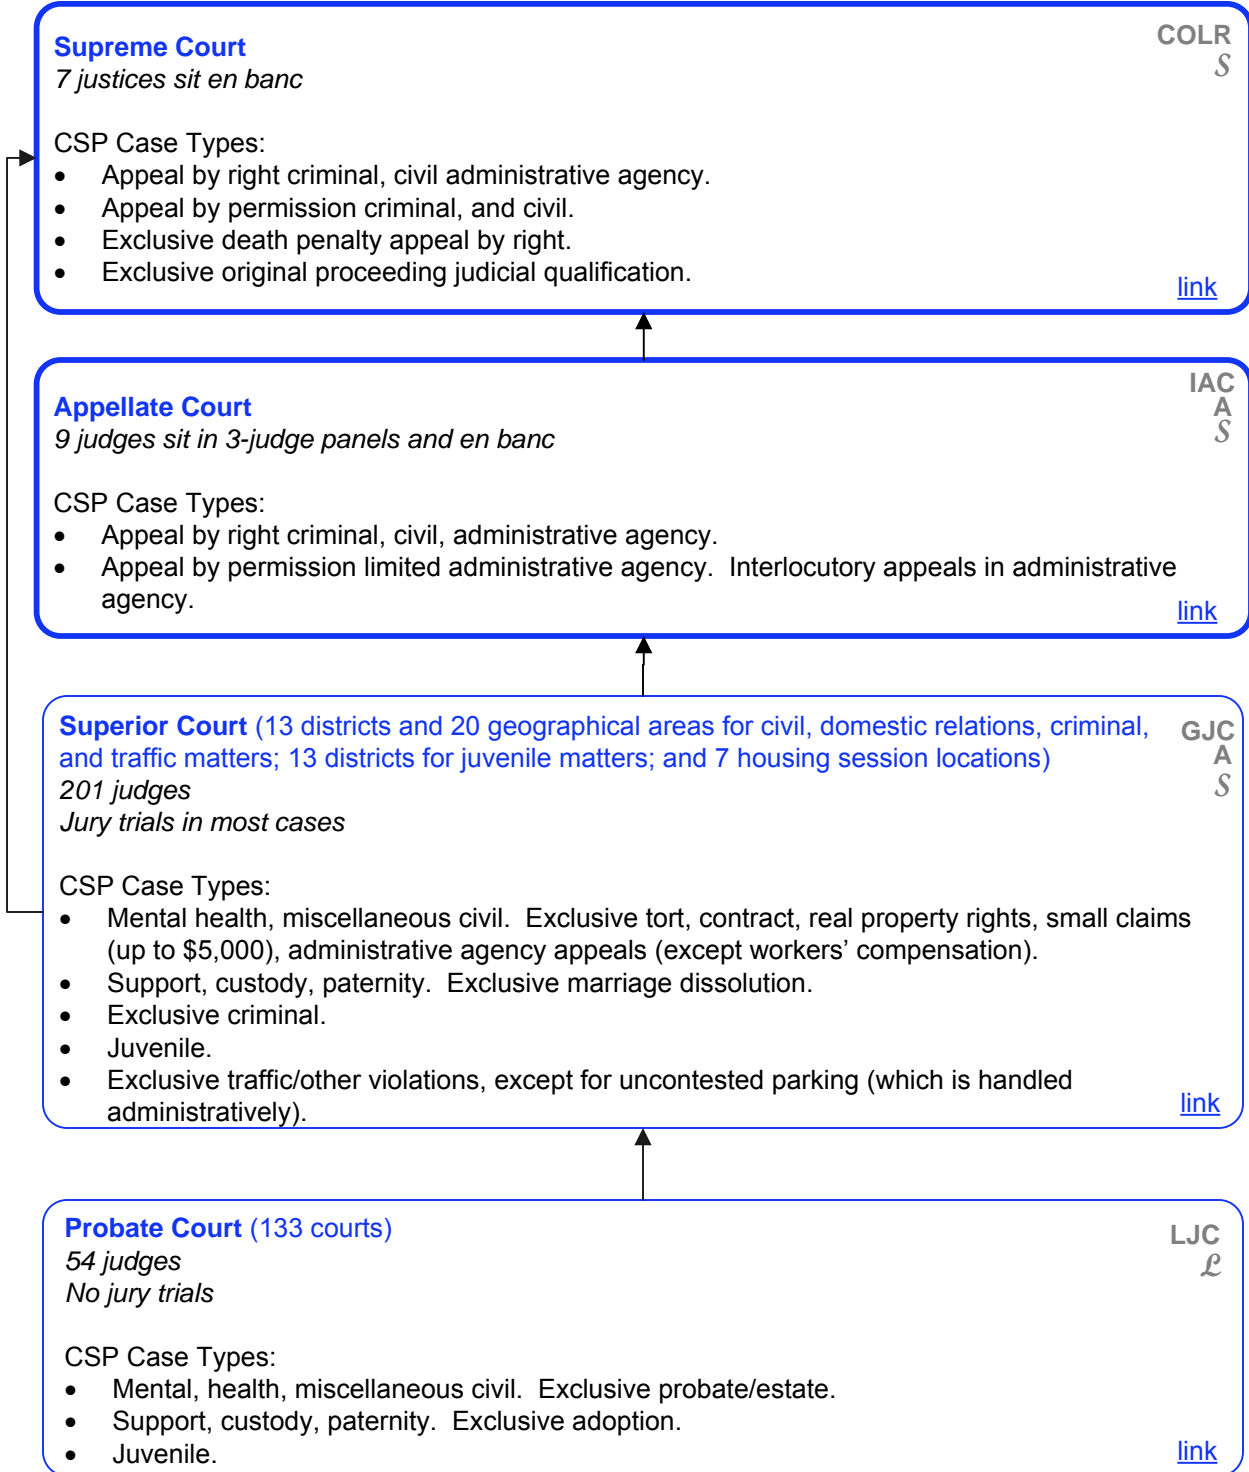 Supreme Court
COLR
7 justices sit en banc
S
CSP Case Types:
• Appeal by right criminal, civil administrative agency.
• Appeal by permission criminal, and civil.
• Exclusive death penalty appeal by right.
• Exclusive original proceeding judicial qualification.
link
IAC
Appellate Court
A
9 judges sit in 3-judge panels and en banc
S
CSP Case Types:
• Appeal by right criminal, civil, administrative agency.
• Appeal by permission limited administrative agency.  Interlocutory appeals in administrative
agency.
link
Superior Court (13 districts and 20 geographical areas for civil, domestic relations, criminal,
GJC
and traffic matters; 13 districts for juvenile matters; and 7 housing session locations)
A
201 judges
S
Jury trials in most cases
CSP Case Types:
• Mental health, miscellaneous civil.  Exclusive tort, contract, real property rights, small claims
(up to $5,000), administrative agency appeals (except workers’ compensation).
• Support, custody, paternity.  Exclusive marriage dissolution.
• Exclusive criminal.
• Juvenile.
• Exclusive traffic/other violations, except for uncontested parking (which is handled
administratively).
link
Probate Court (133 courts)
LJC
54 judges
ℒ
No jury trials
CSP Case Types:
• Mental, health, miscellaneous civil.  Exclusive probate/estate.
• Support, custody, paternity.  Exclusive adoption.
• Juvenile.
link